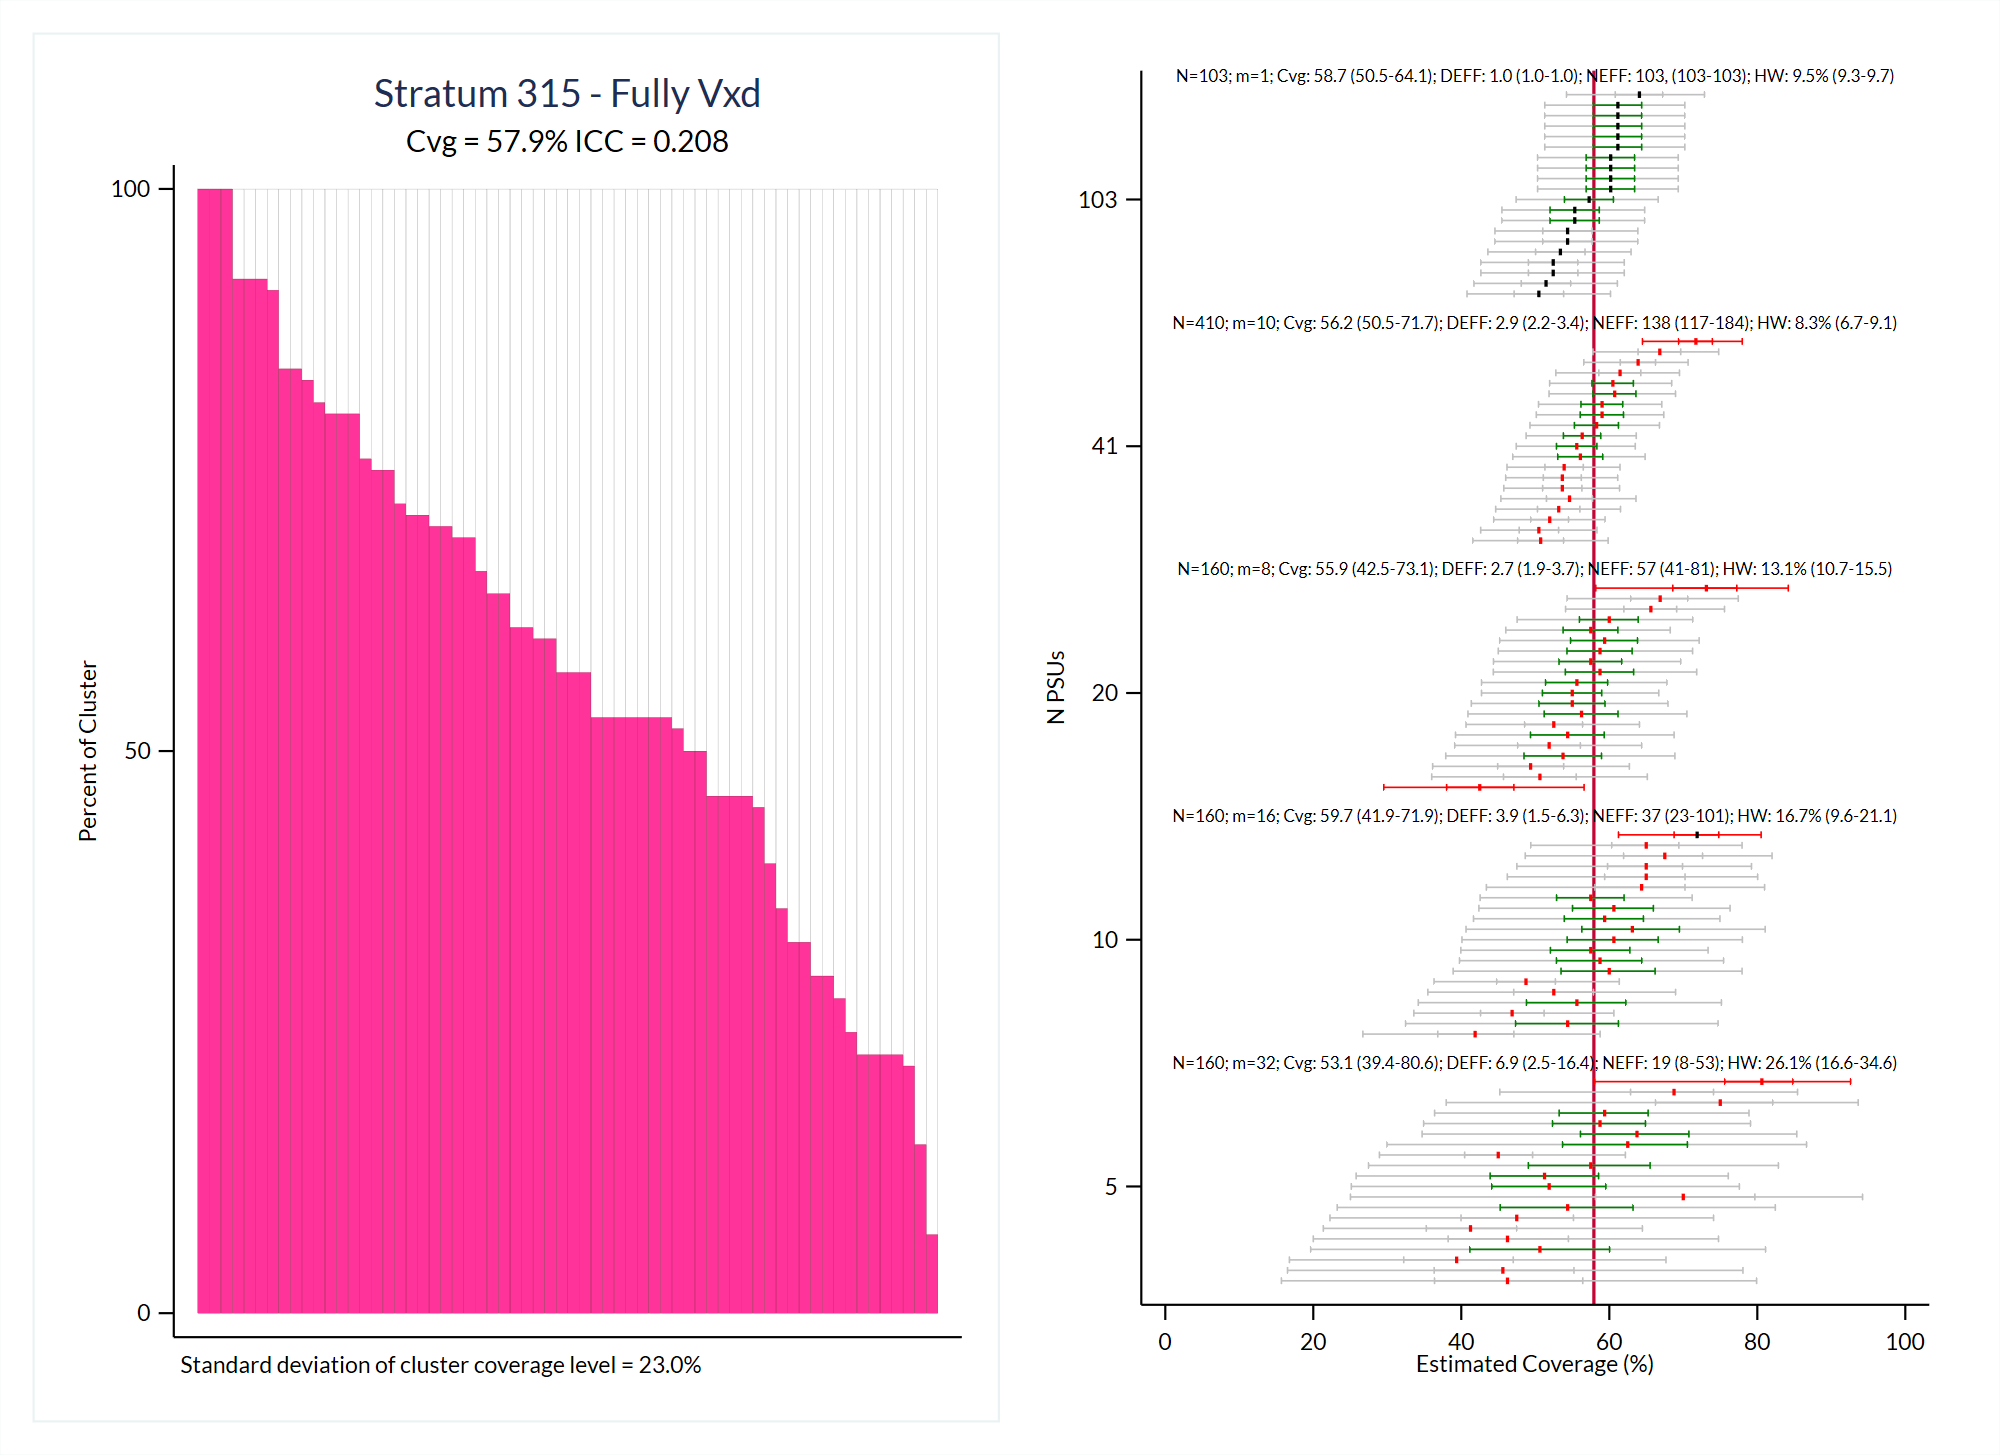 Stratum 315 - Fully Vxd
Cvg = 57.9% ICC = 0.208
100
50
0
Percent of Cluster
Standard deviation of cluster coverage level = 23.0%
N=103; m=1; Cvg: 58.7 (50.5-64.1); DEFF: 1.0 (1.0-1.0); NEFF: 103, (103-103); HW: 9.5% (9.3-9.7)
103
N=410; m=10; Cvg: 56.2 (50.5-71.7); DEFF: 2.9 (2.2-3.4); NEFF: 138 (117-184); HW: 8.3% (6.7-9.1)
41
N=160; m=8; Cvg: 55.9 (42.5-73.1); DEFF: 2.7 (1.9-3.7); NEFF: 57 (41-81); HW: 13.1% (10.7-15.5)
20
N=160; m=16; Cvg: 59.7 (41.9-71.9); DEFF: 3.9 (1.5-6.3); NEFF: 37 (23-101); HW: 16.7% (9.6-21.1)
10
N=160; m=32; Cvg: 53.1 (39.4-80.6); DEFF: 6.9 (2.5-16.4); NEFF: 19 (8-53); HW: 26.1% (16.6-34.6)
5
N PSUs
0 20 40 60 80 100
Estimated Coverage (%)